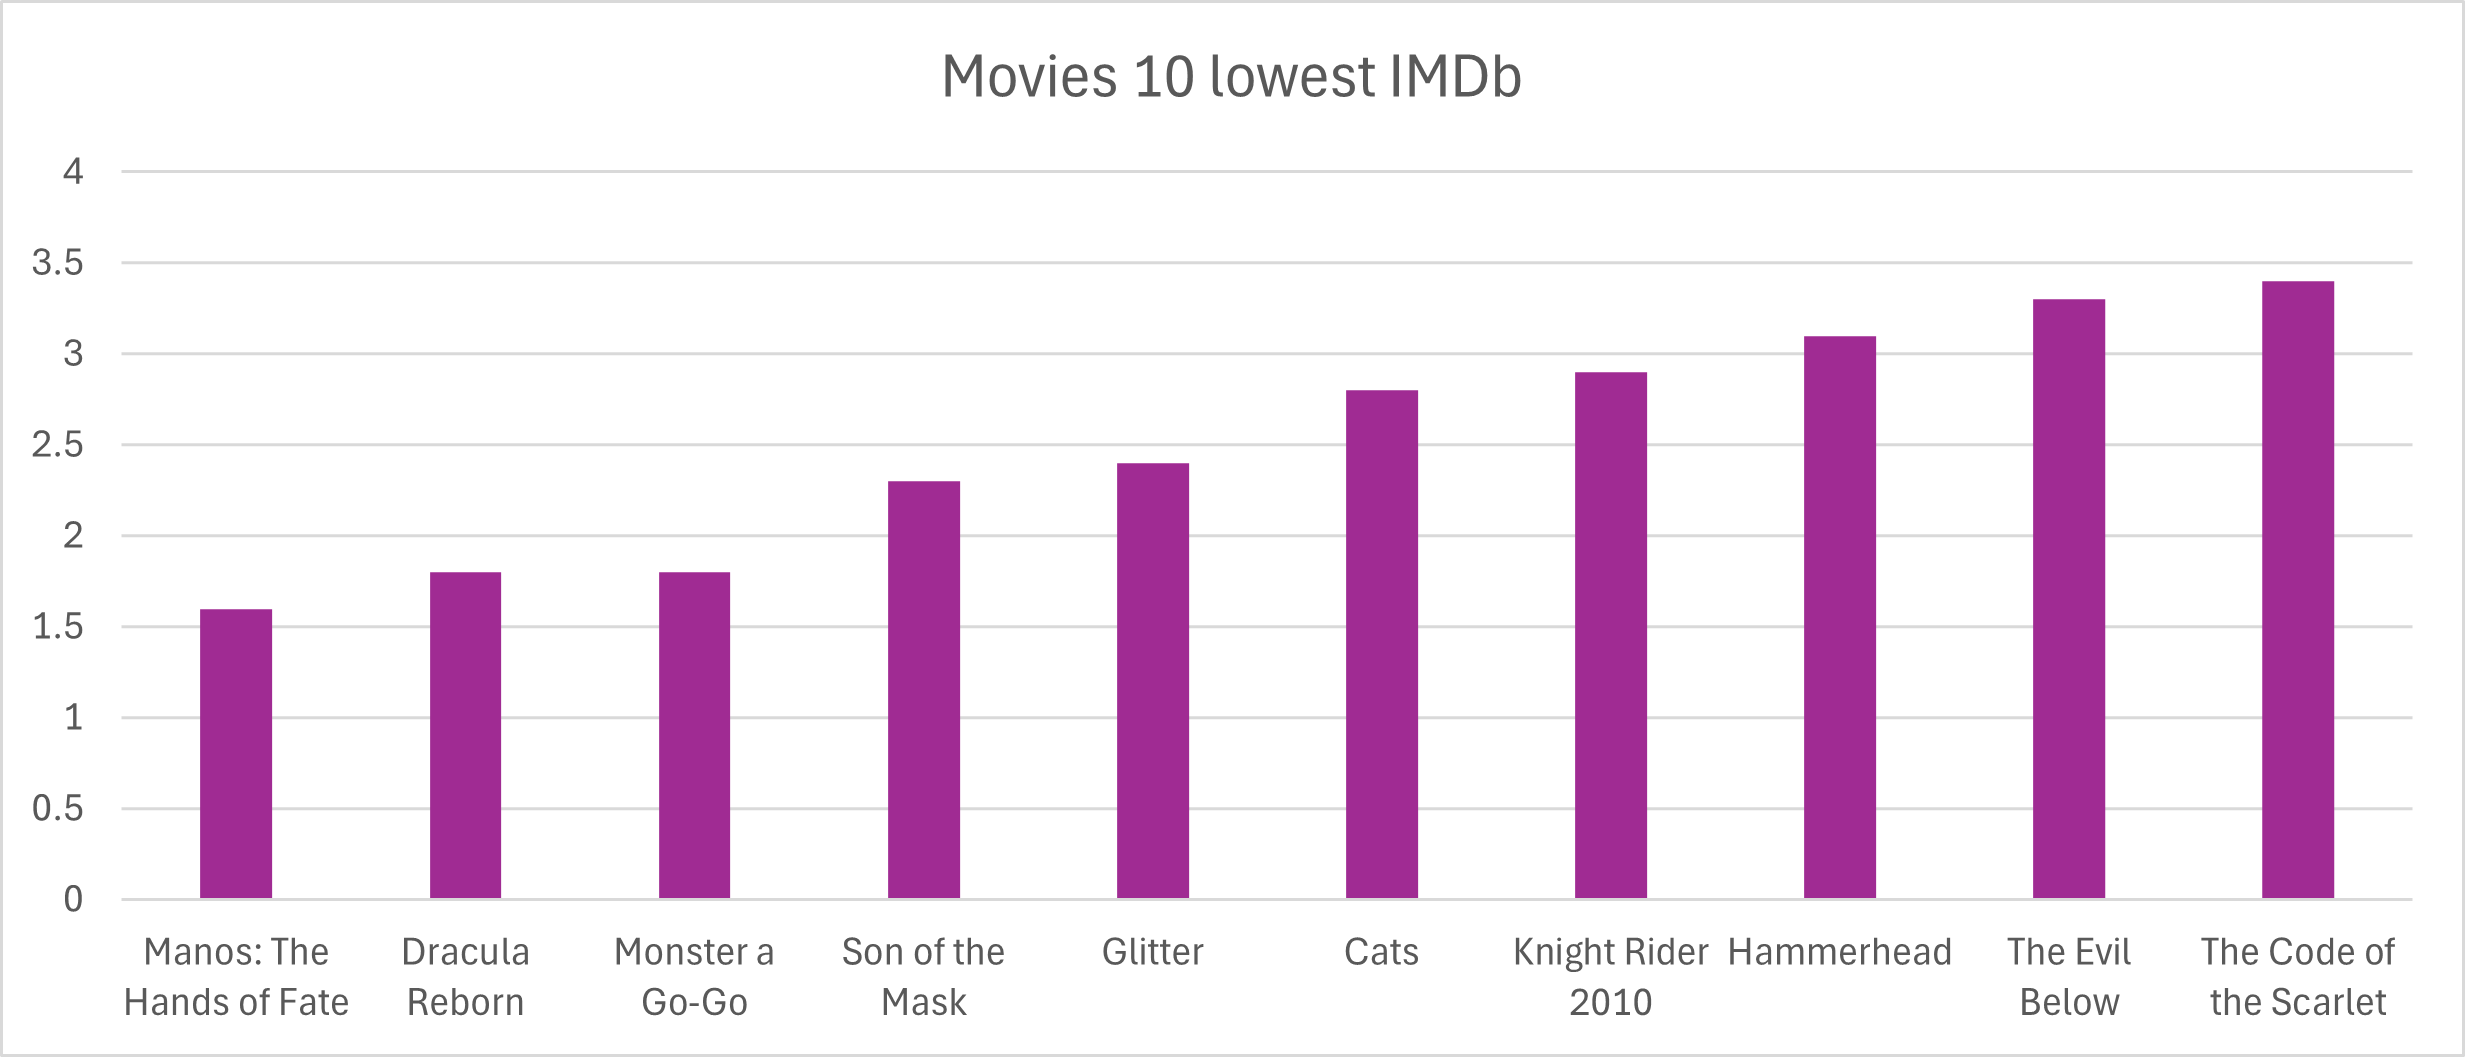 Movies 10 lowest IMDb
4
3.5
3
2.5
2
1.5
1
0.5
0
Manos: The
Hands of Fate
Dracula
Reborn
Monster a
Go-Go
Son of the
Mask
Glitter
Cats
Knight Rider
2010
Hammerhead
The Evil
Below
The Code of
the Scarlet